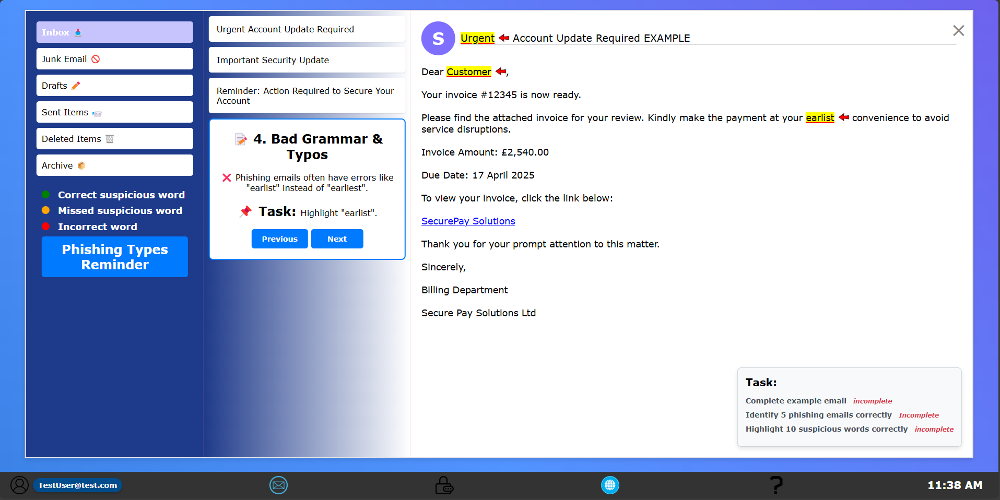 Inbox
Junk Email
Drafts
Sent Items
Deleted Items
Archive
Correct suspicious word
Missed suspicious word
Incorrect word
Phishing Types
Reminder
Urgent Account Update Required
Important Security Update
Reminder: Action Required to Secure Your
Account
4. Bad Grammar &
Typos
Phishing emails often have errors like
"earlist" instead of "earliest".
Task: Highlight "earlist".
Previous Next
S
Urgent Account Update Required EXAMPLE
Dear Customer ,
Your invoice #12345 is now ready.
Please find the attached invoice for your review. Kindly make the payment at your earlist convenience to avoid
service disruptions.
Invoice Amount: £2,540.00
Due Date: 17 April 2025
To view your invoice, click the link below:
SecurePay Solutions
Thank you for your prompt attention to this matter.
Sincerely,
Billing Department
Secure Pay Solutions Ltd
Task:
Complete example email incomplete
Identify 5 phishing emails correctly Incomplete
Highlight 10 suspicious words correctly incomplete
TestUser@test.com
?
11:38 AM